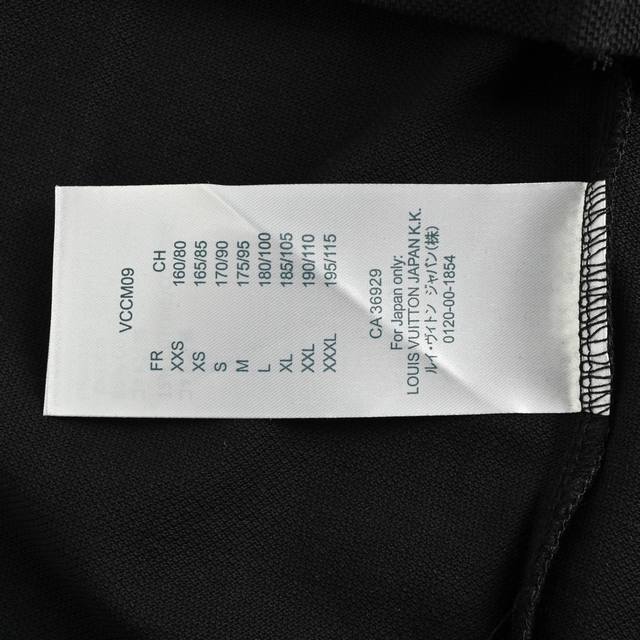 VCCM09
FR CH
XXS 160/80
XS 165/85
S 170/90
M 175/95
L 180/100
XL 185/105
XXL 190/110
XXXL 195/115
CA 36929
For Japan only:
LOUIS VUITTON JAPAN K.K.
ルイ・ヴィトン ジャパン(株)
0120-00-1854